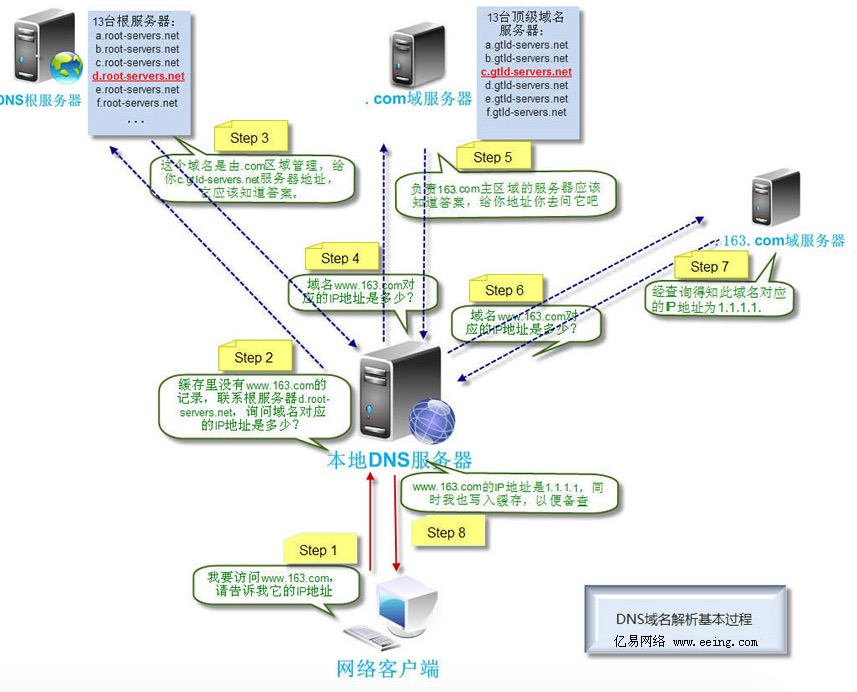 13台根服务器：
a.root-servers.net
b.root-servers.net
c.root-servers.net
d.root-servers.net
e.root-servers.net
f.root-servers.net
...
DNS根服务器
13台顶级域名
服务器：
a.gtld-servers.net
b.gtld-servers.net
c.gtld-servers.net
d.gtld-servers.net
e.gtld-servers.net
f.gtld-servers.net
.com域服务器
Step 3
这个域名是由.com区域管理，给
你c.gtld-servers.net服务器地址，
它应该知道答案。
Step 5
负责163.com主区域的服务器应该
知道答案，给你地址你去问它吧
.163.com域服务器
Step 4
域名www.163.com对
应的IP地址是多少？
Step 6
域名www.163.com对
应的IP地址是多少？
Step 7
经查询得知此域名对应
的IP地址为1.1.1.1.
Step 2
缓存里没有www.163.com的
记录，联系根服务器d.root-
servers.net，询问域名对应
的IP地址是多少？
本地DNS服务器
www.163.com的IP地址是1.1.1.1，同
时我也写入缓存，以便备查
Step 8
Step 1
我要访问www.163.com，
请告诉我它的IP地址
网络客户端
DNS域名解析基本过程
亿易网络 www.eeing.com